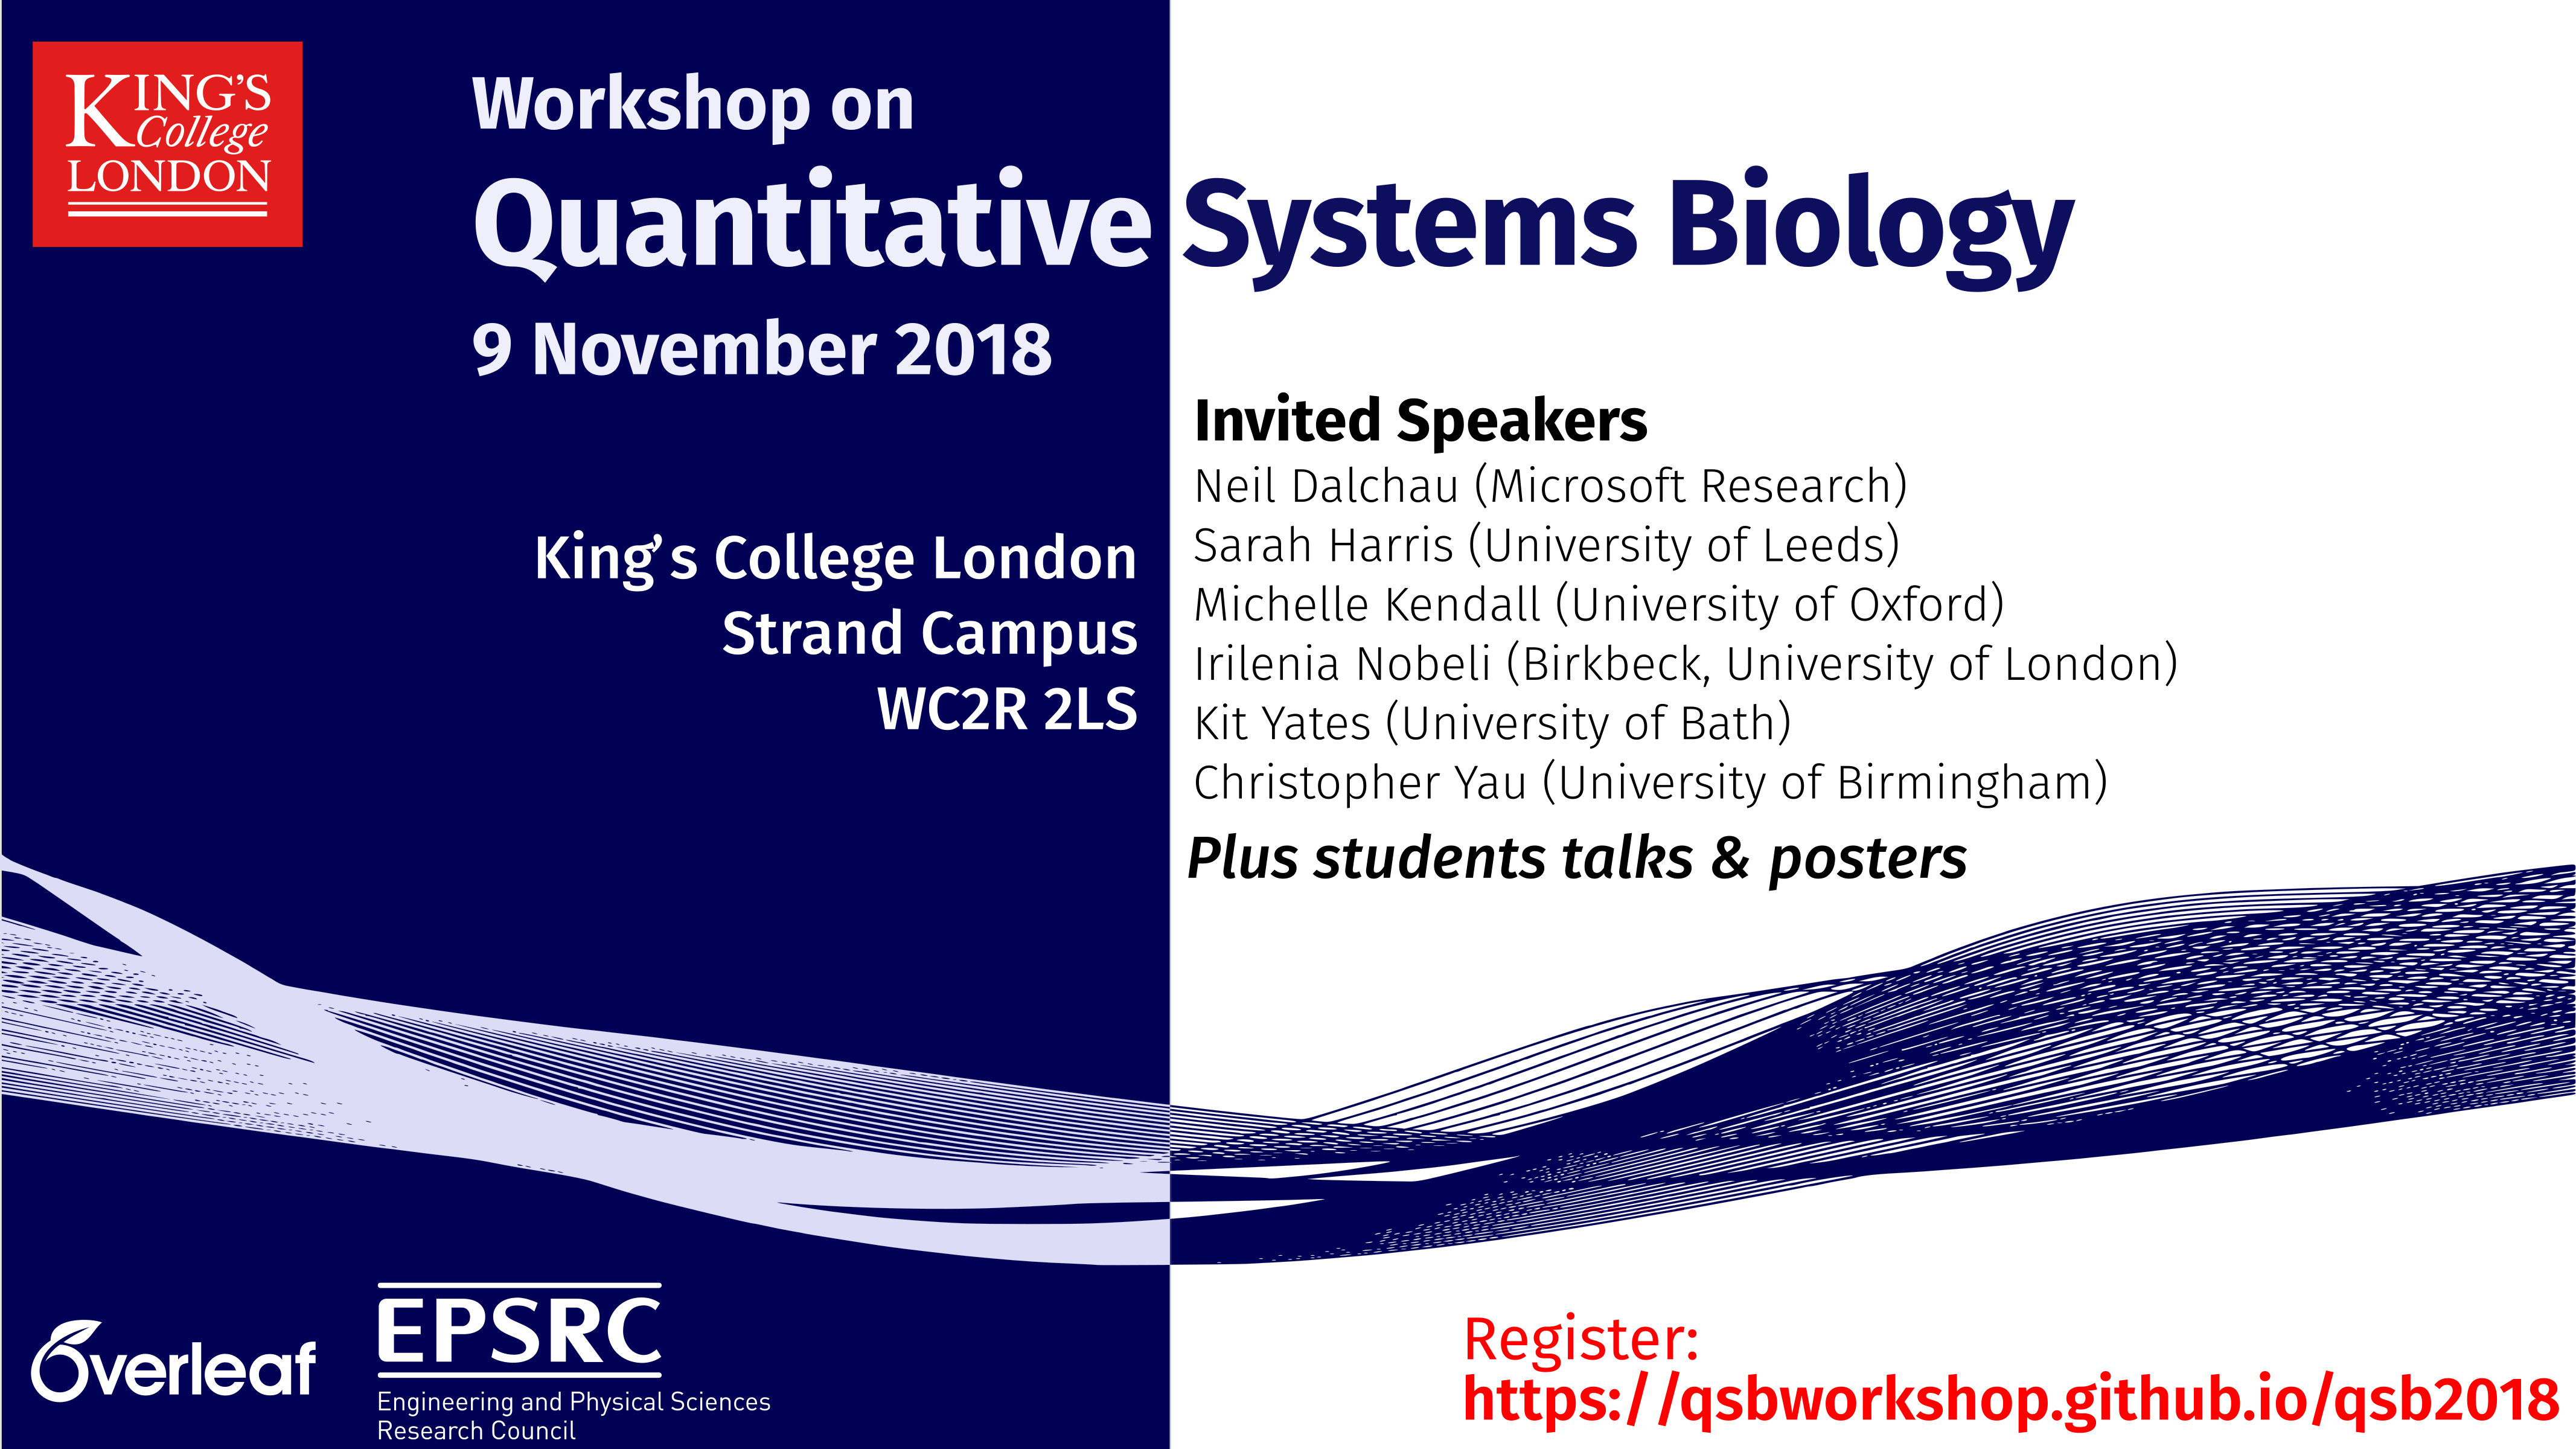 KING'S
College
LONDON
Workshop on
Quantitative Systems Biology
9 November 2018
King's College London
Strand Campus
WC2R 2LS
Invited Speakers
Neil Dalchau (Microsoft Research)
Sarah Harris (University of Leeds)
Michelle Kendall (University of Oxford)
Irilenia Nobeli (Birkbeck, University of London)
Kit Yates (University of Bath)
Christopher Yau (University of Birmingham)
Plus students talks & posters
Overleaf
EPSRC
Engineering and Physical Sciences
Research Council
Register:
https://qsbworkshop.github.io/qsb2018